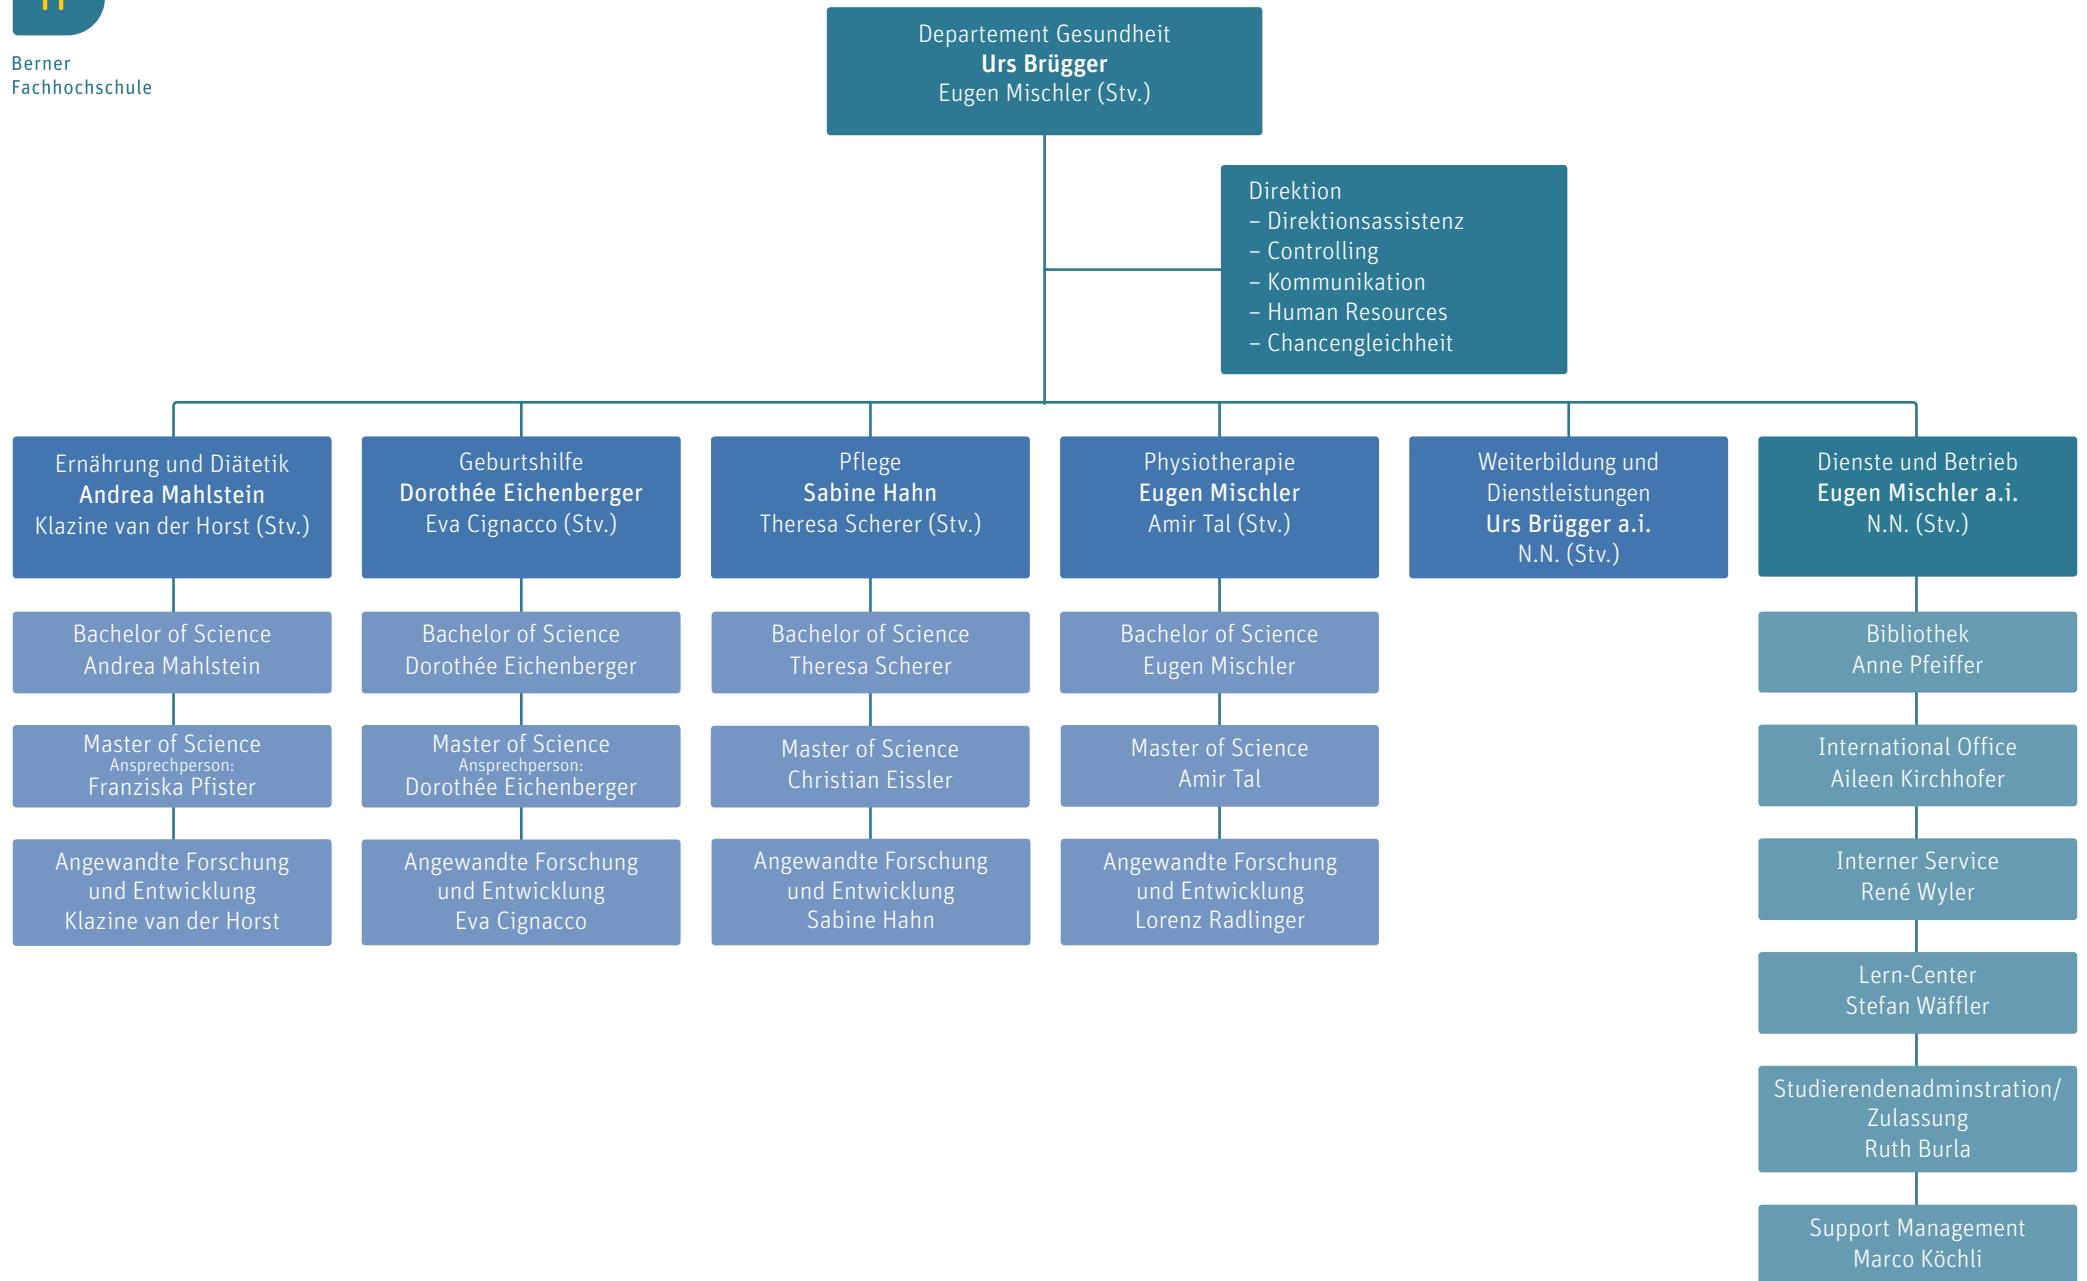 Berner
Fachhochschule
Departement Gesundheit
Urs Brügger
Eugen Mischler (Stv.)
Direktion
– Direktionsassistenz
– Controlling
– Kommunikation
– Human Resources
– Chancengleichheit
Ernährung und Diätetik
Andrea Mahlstein
Klazine van der Horst (Stv.)
Geburtshilfe
Dorothée Eichenberger
Eva Cignacco (Stv.)
Pflege
Sabine Hahn
Theresa Scherer (Stv.)
Physiotherapie
Eugen Mischler
Amir Tal (Stv.)
Weiterbildung und
Dienstleistungen
Urs Brügger a.i.
N.N. (Stv.)
Dienste und Betrieb
Eugen Mischler a.i.
N.N. (Stv.)
Bachelor of Science
Andrea Mahlstein
Bachelor of Science
Dorothée Eichenberger
Bachelor of Science
Theresa Scherer
Bachelor of Science
Eugen Mischler
Bibliothek
Anne Pfeiffer
Master of Science
Ansprechperson:
Franziska Pfister
Master of Science
Ansprechperson:
Dorothée Eichenberger
Master of Science
Christian Eissler
Master of Science
Amir Tal
International Office
Aileen Kirchhofer
Angewandte Forschung
und Entwicklung
Klazine van der Horst
Angewandte Forschung
und Entwicklung
Eva Cignacco
Angewandte Forschung
und Entwicklung
Sabine Hahn
Angewandte Forschung
und Entwicklung
Lorenz Radlinger
Interner Service
René Wyler
Lern-Center
Stefan Wäffler
Studierendenadminstration/
Zulassung
Ruth Burla
Support Management
Marco Köchli